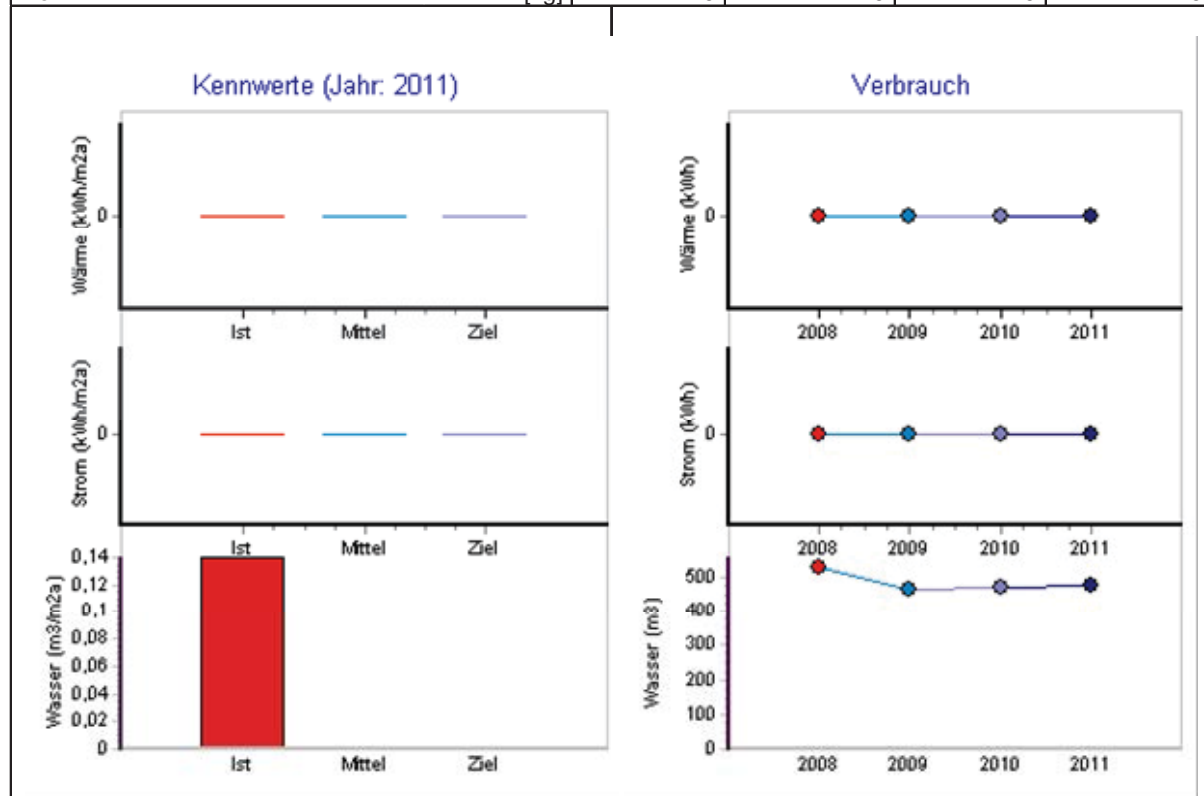 Kennwerte (Jahr: 2011)
Wärme (kWh/m2a)
0
Ist Mittel Ziel
Strom (kWh/m2a)
0
Ist Mittel Ziel
Wasser (m3/m2a)
0,14
0,12
0,1
0,08
0,06
0,04
0,02
0
Ist Mittel Ziel
Verbrauch
Wärme (kWh)
0
2008 2009 2010 2011
Strom (kWh)
0
2008 2009 2010 2011
Wasser (m3)
500
400
300
200
100
0
2008 2009 2010 2011